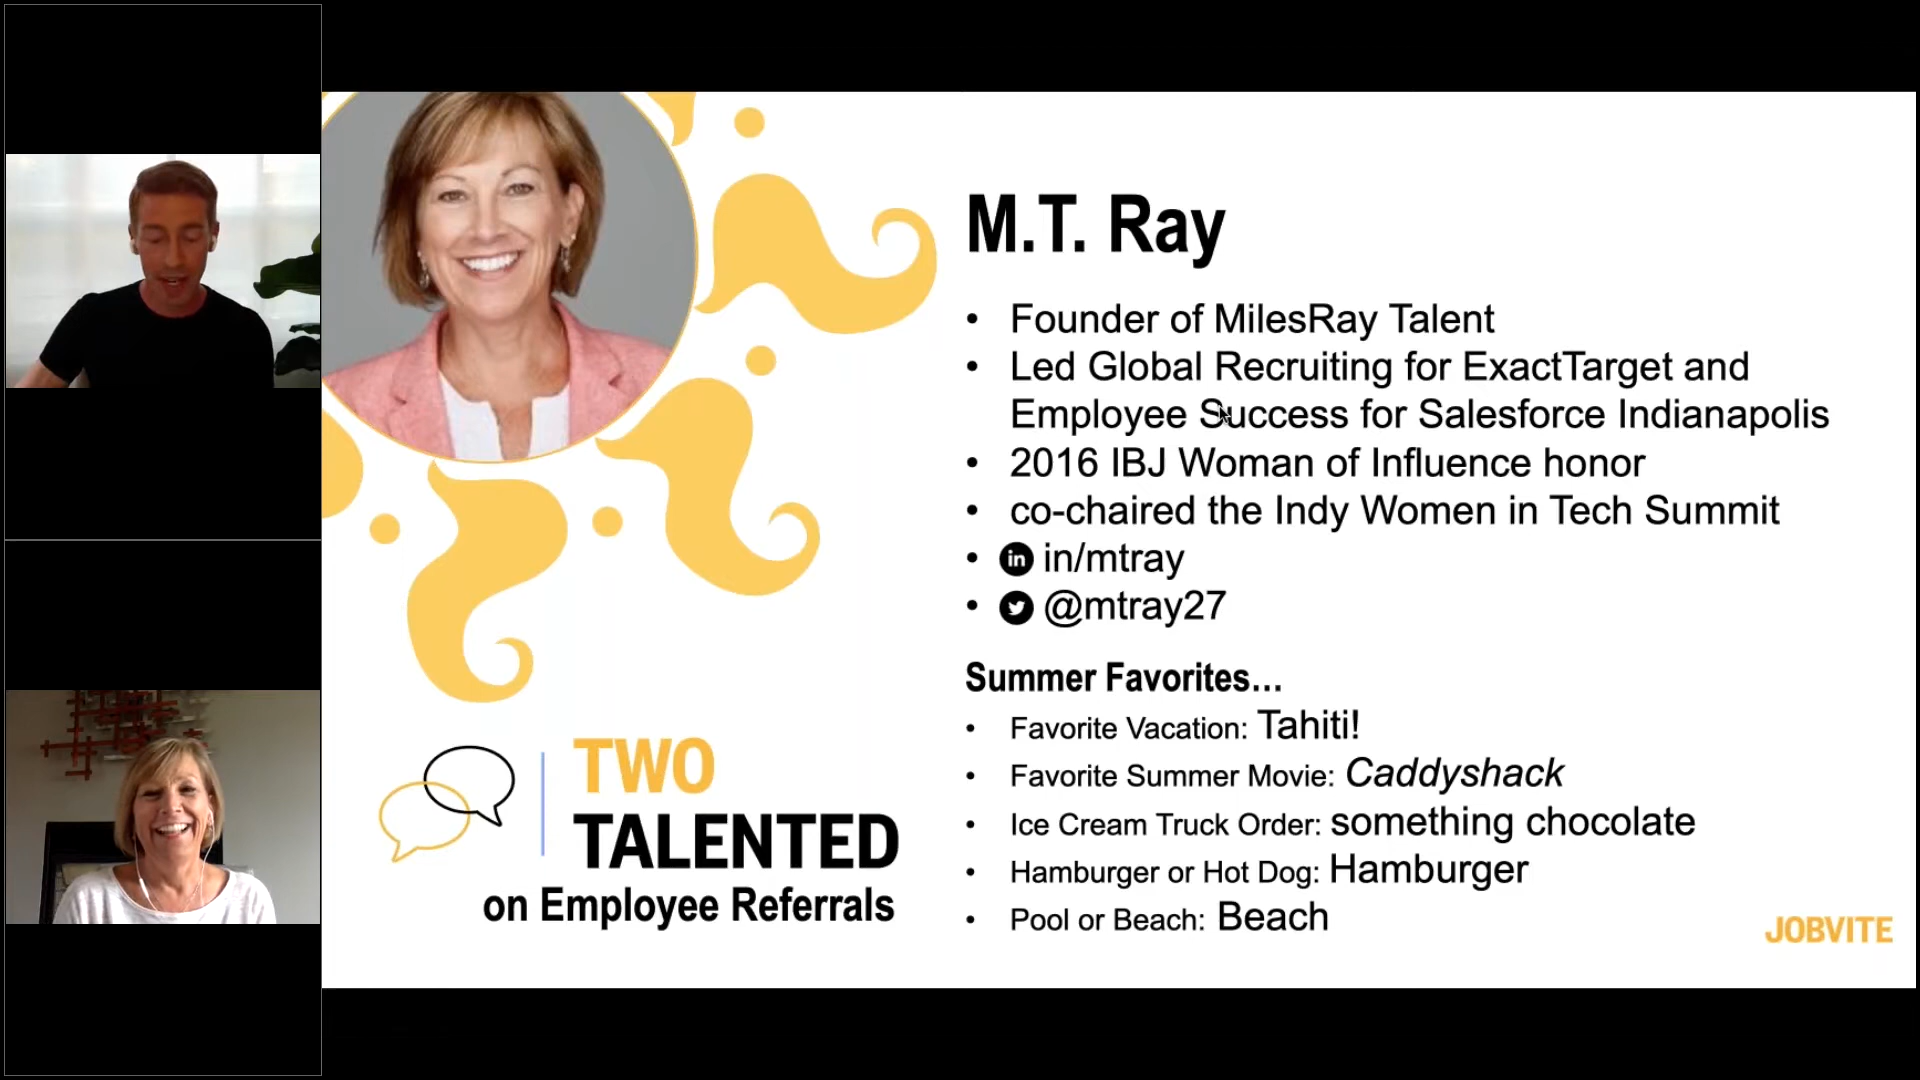 M.T. Ray
• Founder of MilesRay Talent
• Led Global Recruiting for ExactTarget and
Employee Success for Salesforce Indianapolis
• 2016 IBJ Woman of Influence honor
• co-chaired the Indy Women in Tech Summit
• in in/mtray
• @mtray27
Summer Favorites...
• Favorite Vacation: Tahiti!
• Favorite Summer Movie: Caddyshack
• Ice Cream Truck Order: something chocolate
• Hamburger or Hot Dog: Hamburger
• Pool or Beach: Beach
TWO
TALENTED
on Employee Referrals
JOBVITE